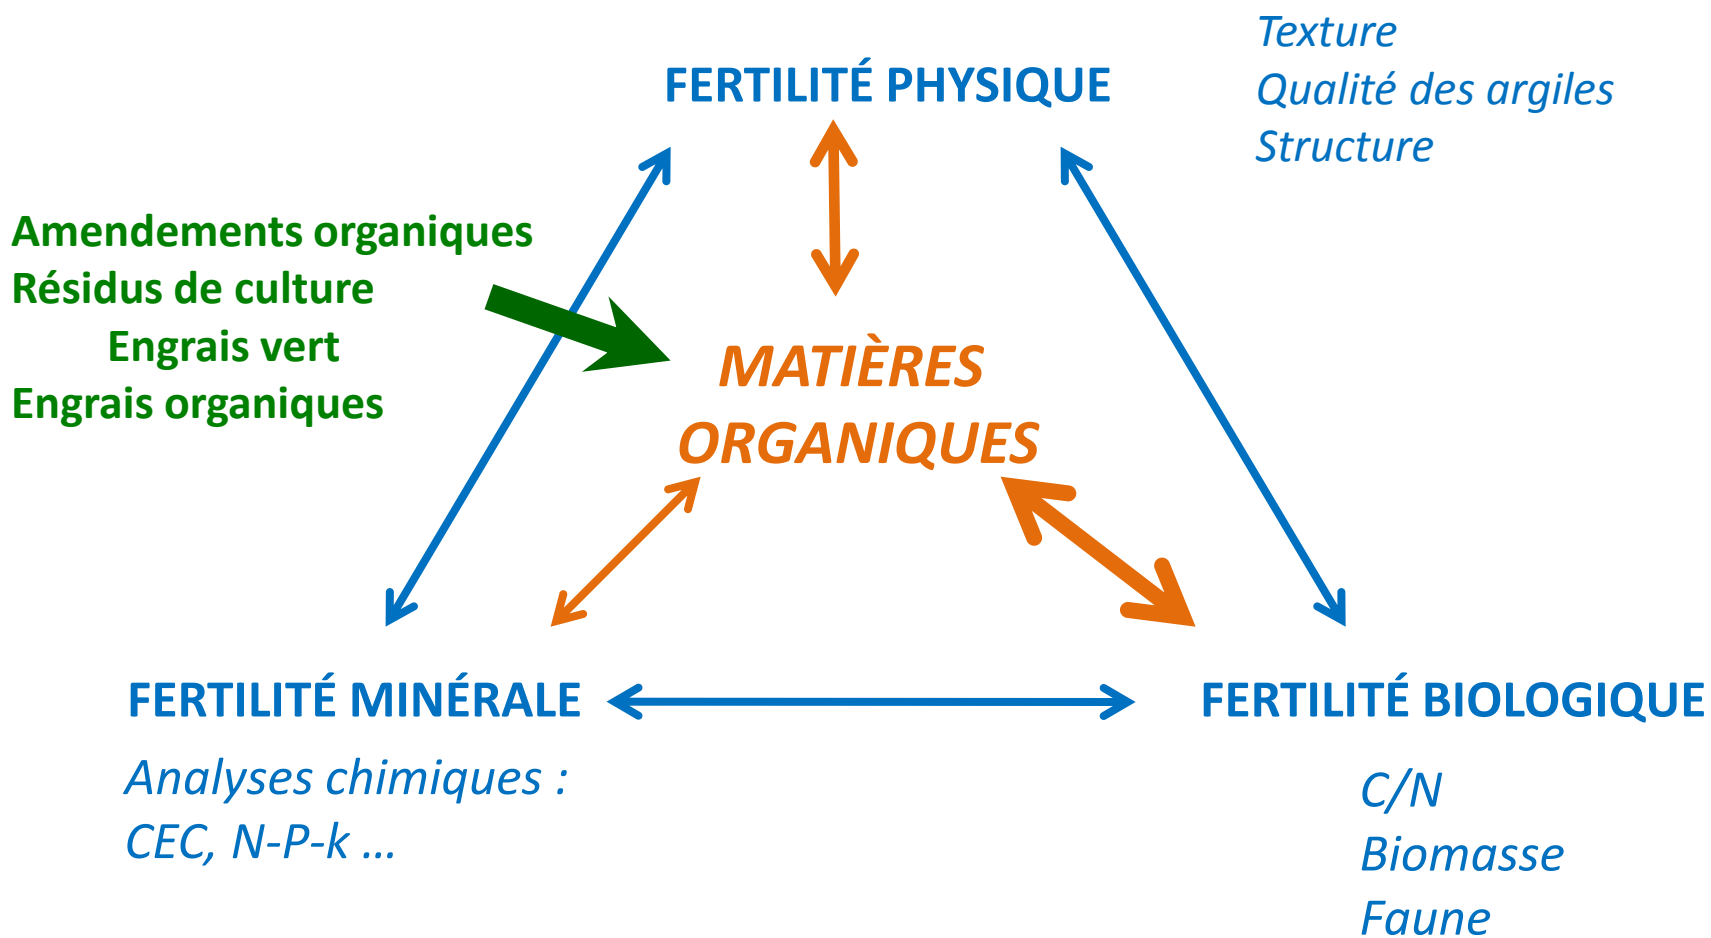 Texture
FERTILITÉ PHYSIQUE
Qualité des argiles
Structure
Amendements organiques
Résidus de culture
Engrais vert
Engrais organiques
MATIÈRES
ORGANIQUES
FERTILITÉ MINÉRALE
FERTILITÉ BIOLOGIQUE
Analyses chimiques :
CEC, N-P-k ...
C/N
Biomasse
Faune